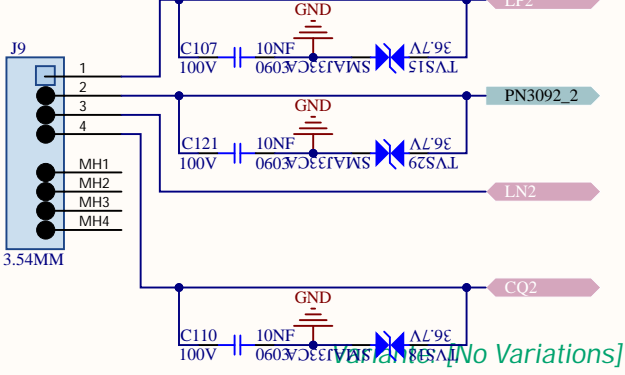 GND
J9
C107
10NF
36.7V
100V
0603
SMAJ33CA
TVS15
1
2
3
4
PN3092_2
GND
C121
10NF
36.7V
100V
0603
SMAJ33CA
TVS29
MH1
MH2
MH3
MH4
LN2
3.54MM
CQ2
GND
C110
10NF
36.7V
100V
0603
SMAJ33CA
TVS18
[No Variations]